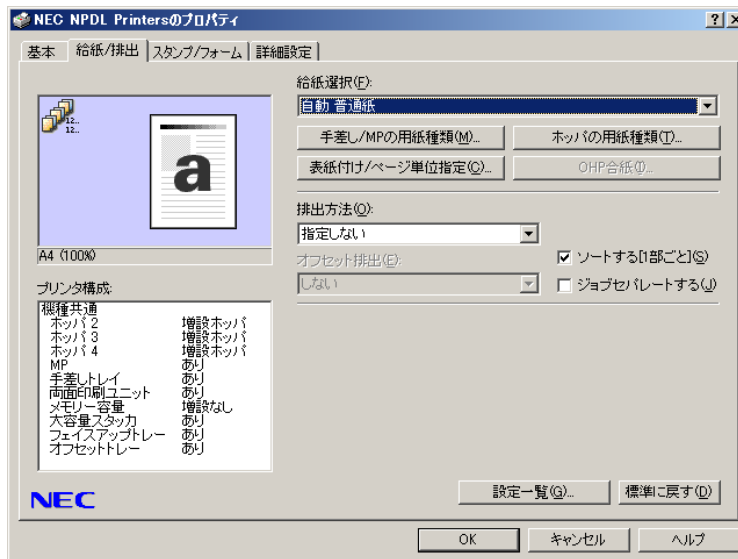 NEC NPDL Printersのプロパティ
基本 給紙/排出 スタンプ/フォーム 詳細設定
給紙選択(F):
自動 普通紙
手差し/MPの用紙種類(M)... ホッパの用紙種類(T)...
表紙付け/ページ単位指定(C)... OHP合紙(I)...
12..
12..
a
A4 (100%)
排出方法(O):
指定しない
オフセット排出(E):
しない
ソートする[1部ごと](S)
ジョブセパレートする(J)
プリンタ構成:
機種共通
ホッパ 2 増設ホッパ
ホッパ 3 増設ホッパ
ホッパ 4 増設ホッパ
MP あり
手差しトレイ あり
両面印刷ユニット あり
メモリー容量 増設なし
大容量スタッカ あり
フェイスアップトレー あり
オフセットトレー あり
NEC
設定一覧(G)... 標準に戻す(D)
OK キャンセル ヘルプ